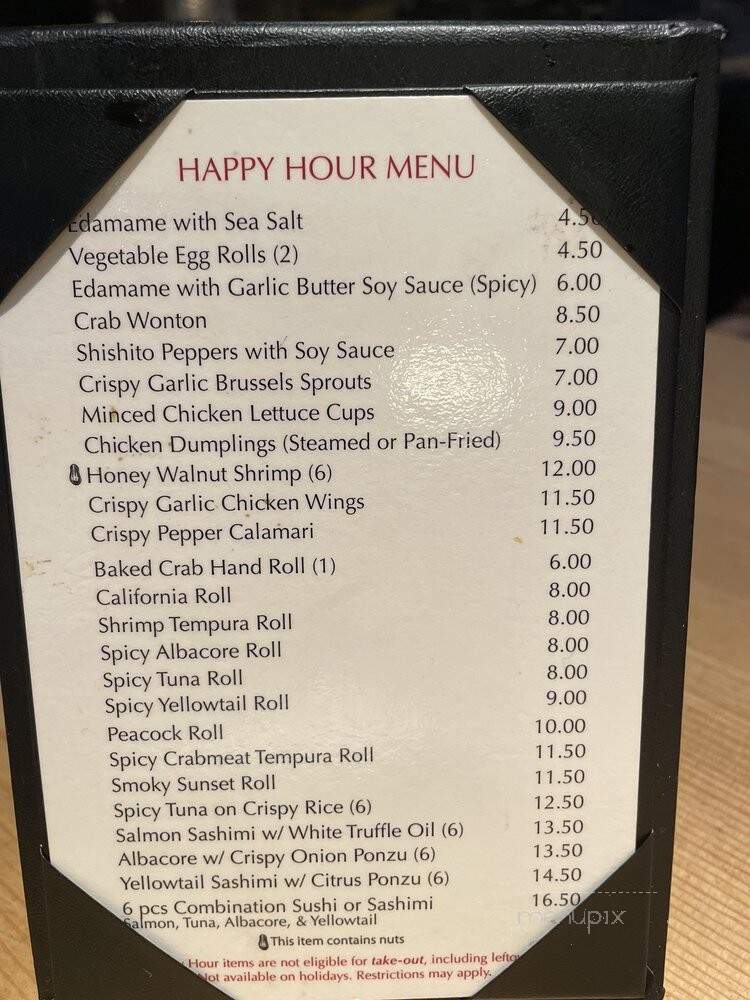 HAPPY HOUR MENU
Edamame with Sea Salt 4.50
Vegetable Egg Rolls (2) 4.50
Edamame with Garlic Butter Soy Sauce (Spicy) 6.00
Crab Wonton 8.50
Shishito Peppers with Soy Sauce 7.00
Crispy Garlic Brussels Sprouts 7.00
Minced Chicken Lettuce Cups 9.00
Chicken Dumplings (Steamed or Pan-Fried) 9.50
Honey Walnut Shrimp (6) 12.00
Crispy Garlic Chicken Wings 11.50
Crispy Pepper Calamari 11.50
Baked Crab Hand Roll (1) 6.00
California Roll 8.00
Shrimp Tempura Roll 8.00
Spicy Albacore Roll 8.00
Spicy Tuna Roll 8.00
Spicy Yellowtail Roll 9.00
Peacock Roll 10.00
Spicy Crabmeat Tempura Roll 11.50
Smoky Sunset Roll 11.50
Spicy Tuna on Crispy Rice (6) 12.50
Salmon Sashimi w/ White Truffle Oil (6) 13.50
Albacore w/ Crispy Onion Ponzu (6) 13.50
Yellowtail Sashimi w/ Citrus Ponzu (6) 14.50
6 pcs Combination Sushi or Sashimi 16.50
Salmon, Tuna, Albacore, & Yellowtail
menupix
This item contains nuts
Hour items are not eligible for take-out, including
Not available on holidays. Restrictions may apply.